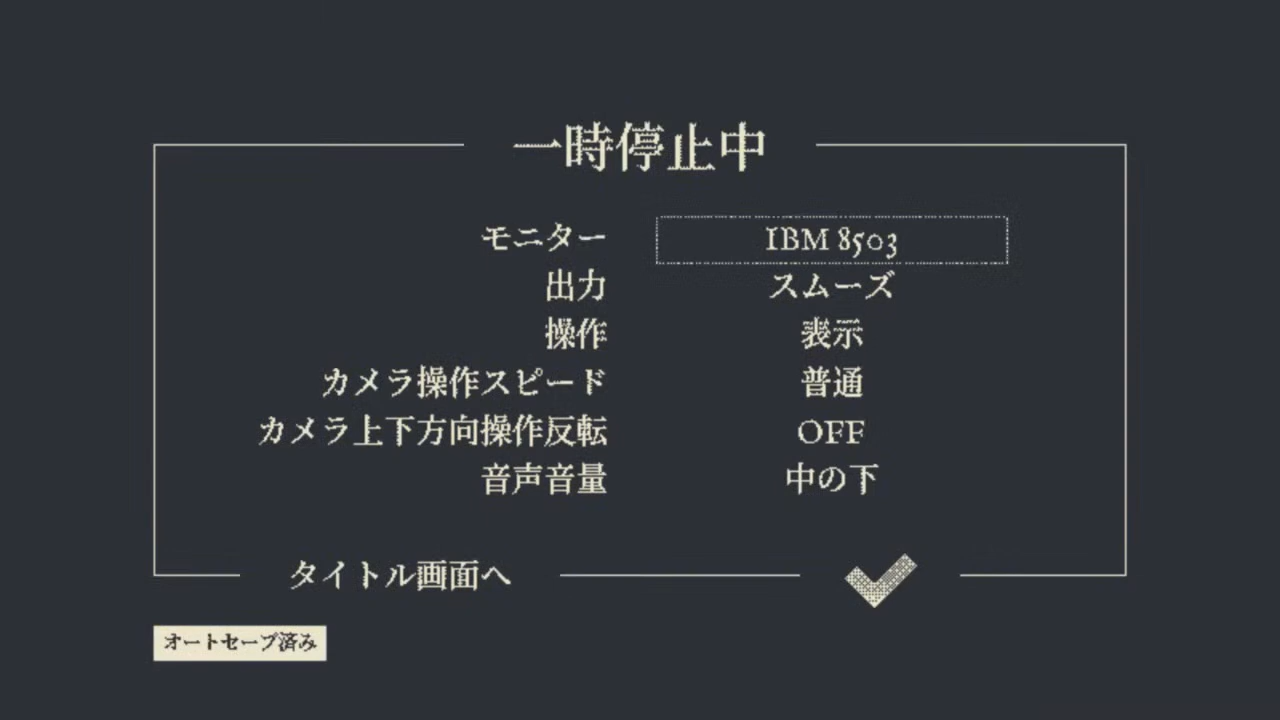 一時停止中
モニター IBM 8503
出力 スムーズ
操作 表示
カメラ操作スピード 普通
カメラ上下方向操作反転 OFF
音声音量 中の下
タイトル画面へ
オートセーブ済み